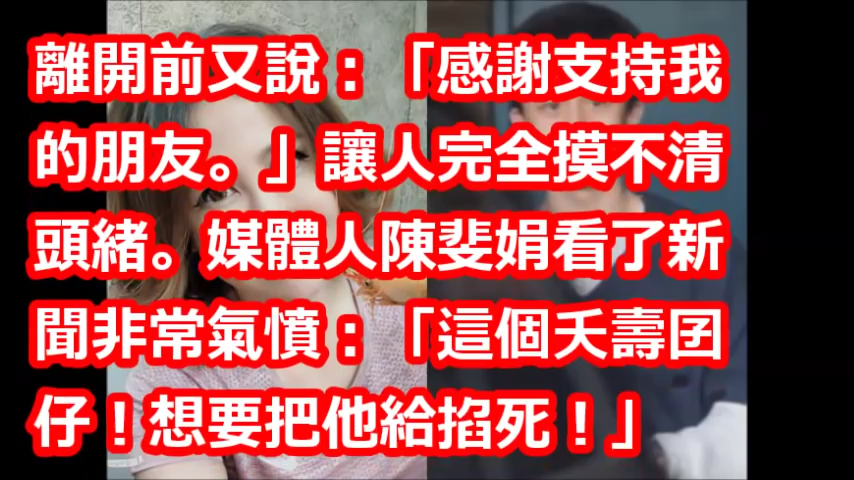 離開前又說：「感謝支持我
的朋友。」讓人完全摸不清
頭緒。媒體人陳斐娟看了新
聞非常氣憤：「這個夭壽囝
仔！想要把他給掐死！」